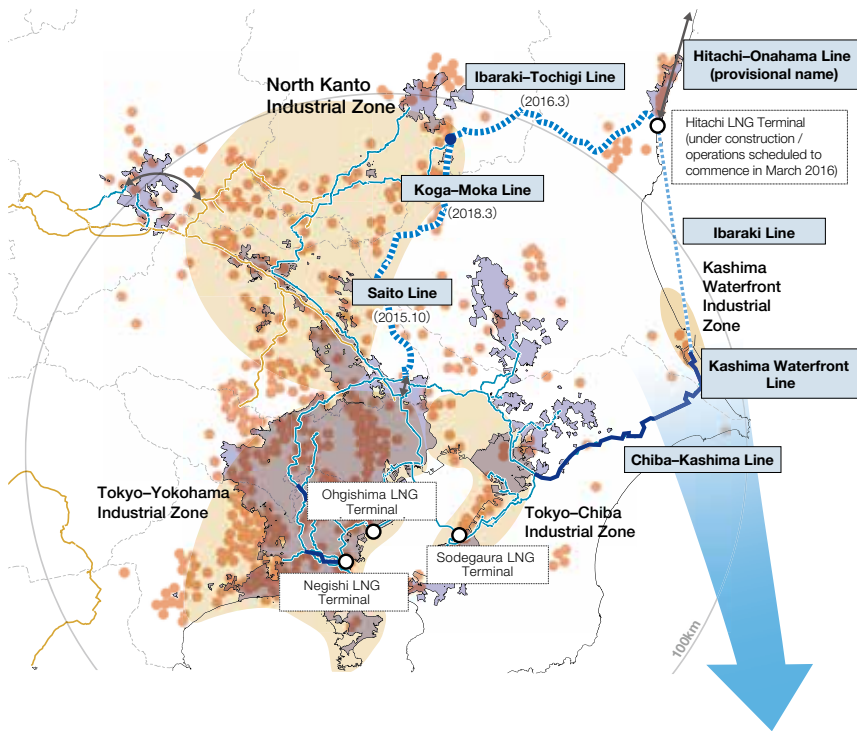 North Kanto
Industrial Zone
Ibaraki–Tochigi Line
(2016.3)
Hitachi–Onahama Line
(provisional name)
Hitachi LNG Terminal
(under construction /
operations scheduled to
commence in March 2016)
Koga–Moka Line
(2018.3)
Ibaraki Line
Kashima
Waterfront
Industrial
Zone
Saito Line
(2015.10)
Kashima Waterfront
Line
Chiba–Kashima Line
Tokyo–Yokohama
Industrial Zone
Ohgishima LNG
Terminal
Tokyo–Chiba
Industrial Zone
Sodegaura LNG
Terminal
Negishi LNG
Terminal
100km